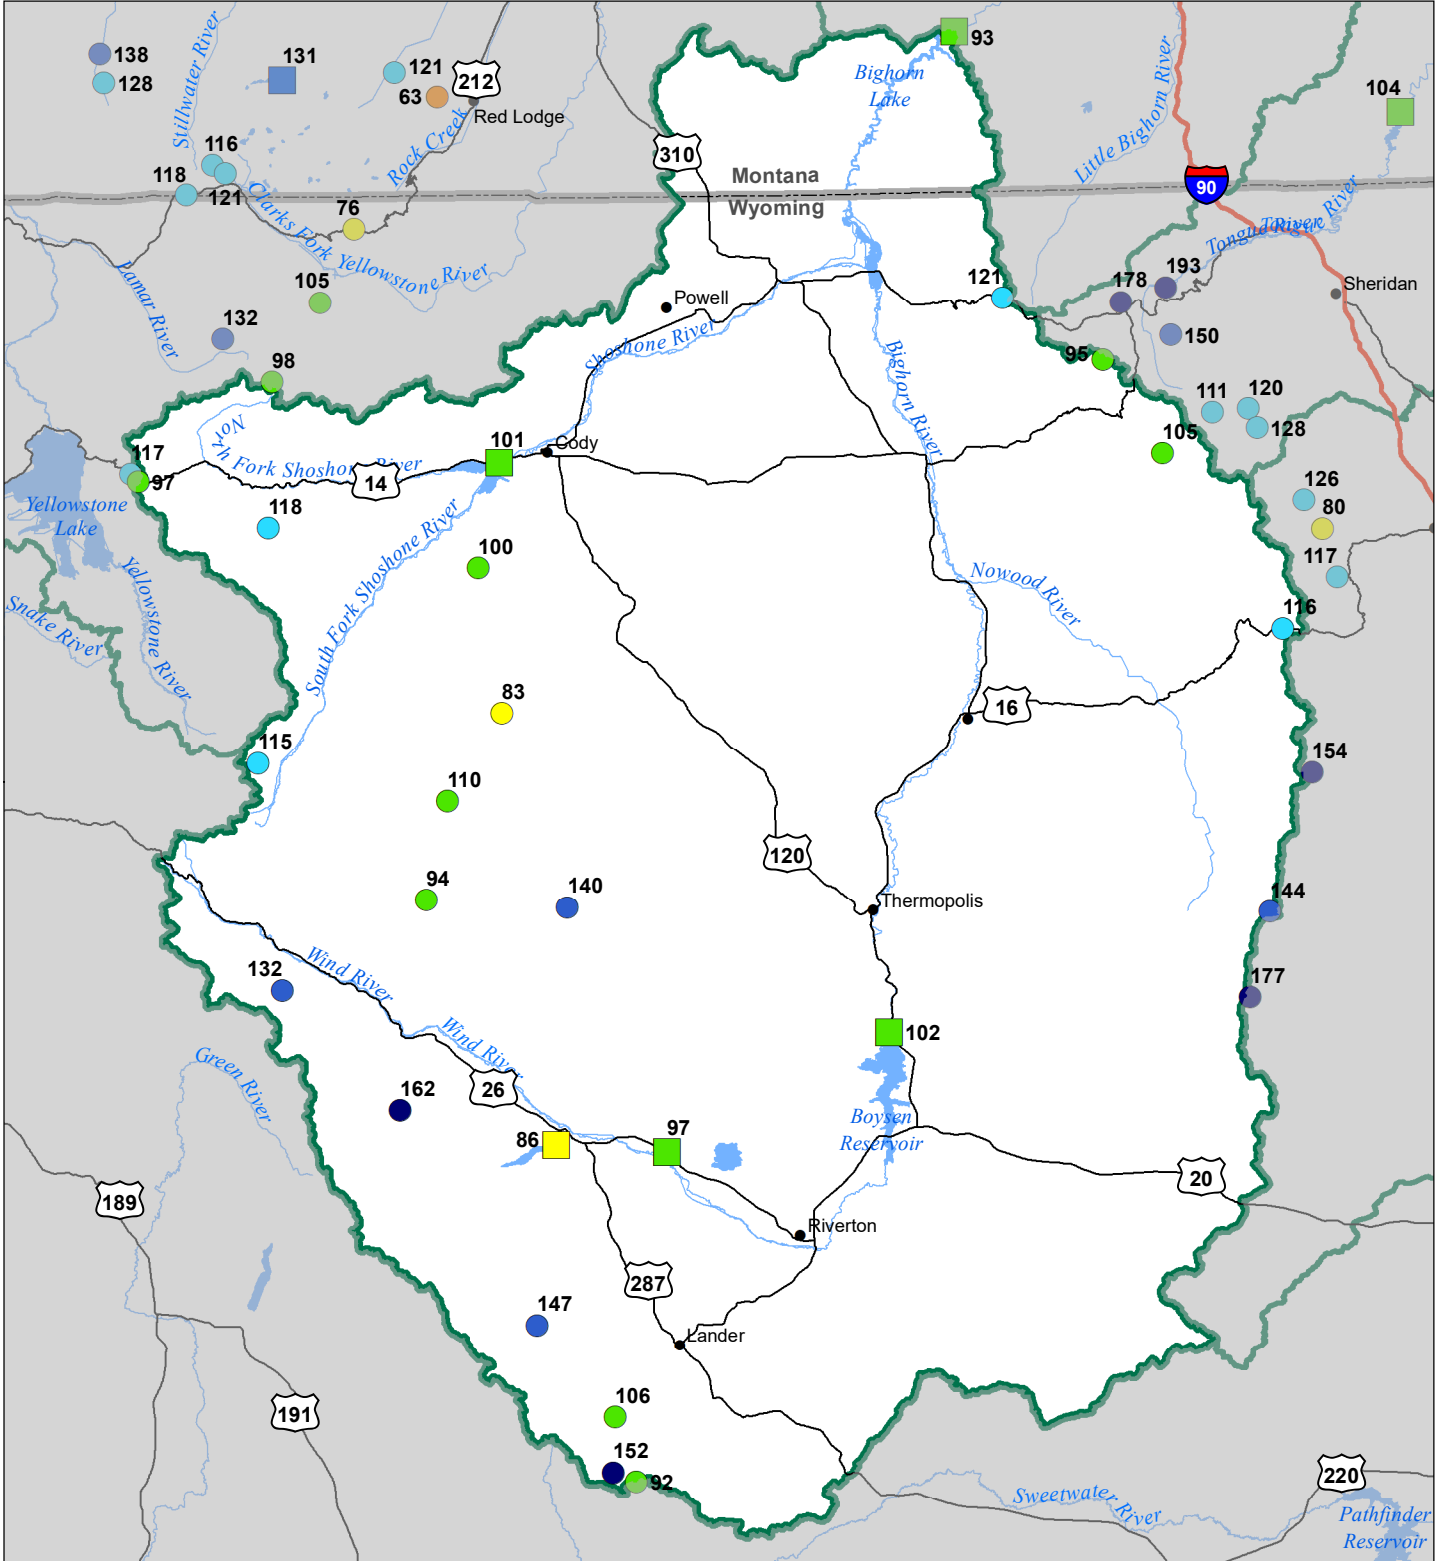 138
128
Stillwater River
131
121
63
212
Red Lodge
Rock Creek
93
Bighorn
Lake
Little Bighorn River
104
310
Montana
Wyoming
90
116
118
121
76
Clarks Fork Yellowstone River
Lamar River
105
132
98
Powell
Shoshone River
121
178
193
Tongue River
Sheridan
150
95
Bighorn River
111
120
128
105
126
80
117
116
117
97
North Fork Shoshone River
14
101
Cody
Yellowstone
Lake
118
100
South Fork Shoshone River
Snake River
Yellowstone River
Nowood River
83
16
115
110
154
120
94
140
Thermopolis
144
132
Wind River
177
102
Wind River
Green River
162
26
Boysen
Reservoir
86
97
20
189
Riverton
287
147
Lander
191
106
152
92
220
Sweetwater River
Pathfinder
Reservoir